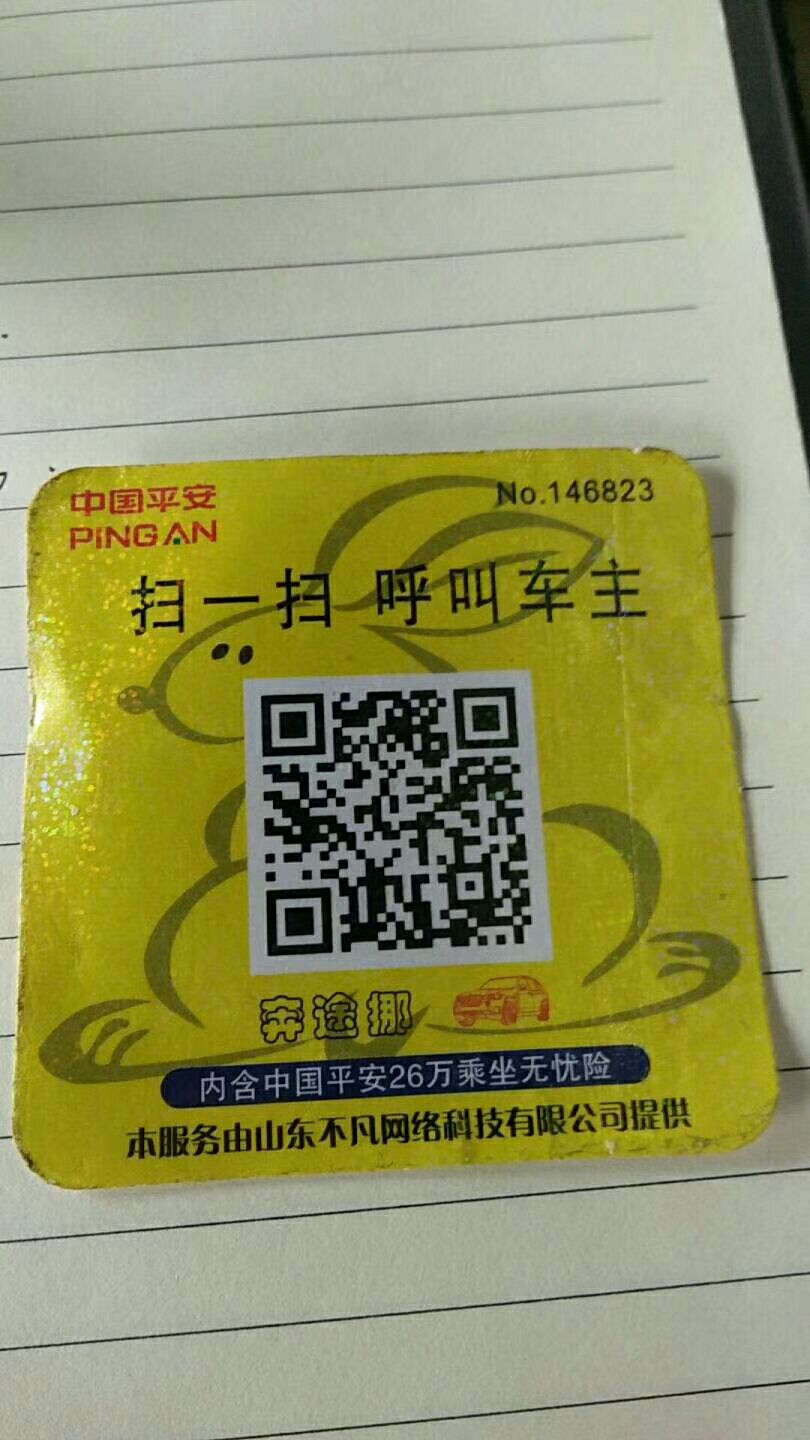 中国平安
PINGAN
No.146823
扫一扫 呼叫车主
奔途挪
内含中国平安26万乘坐无忧险
本服务由山东不凡网络科技有限公司提供